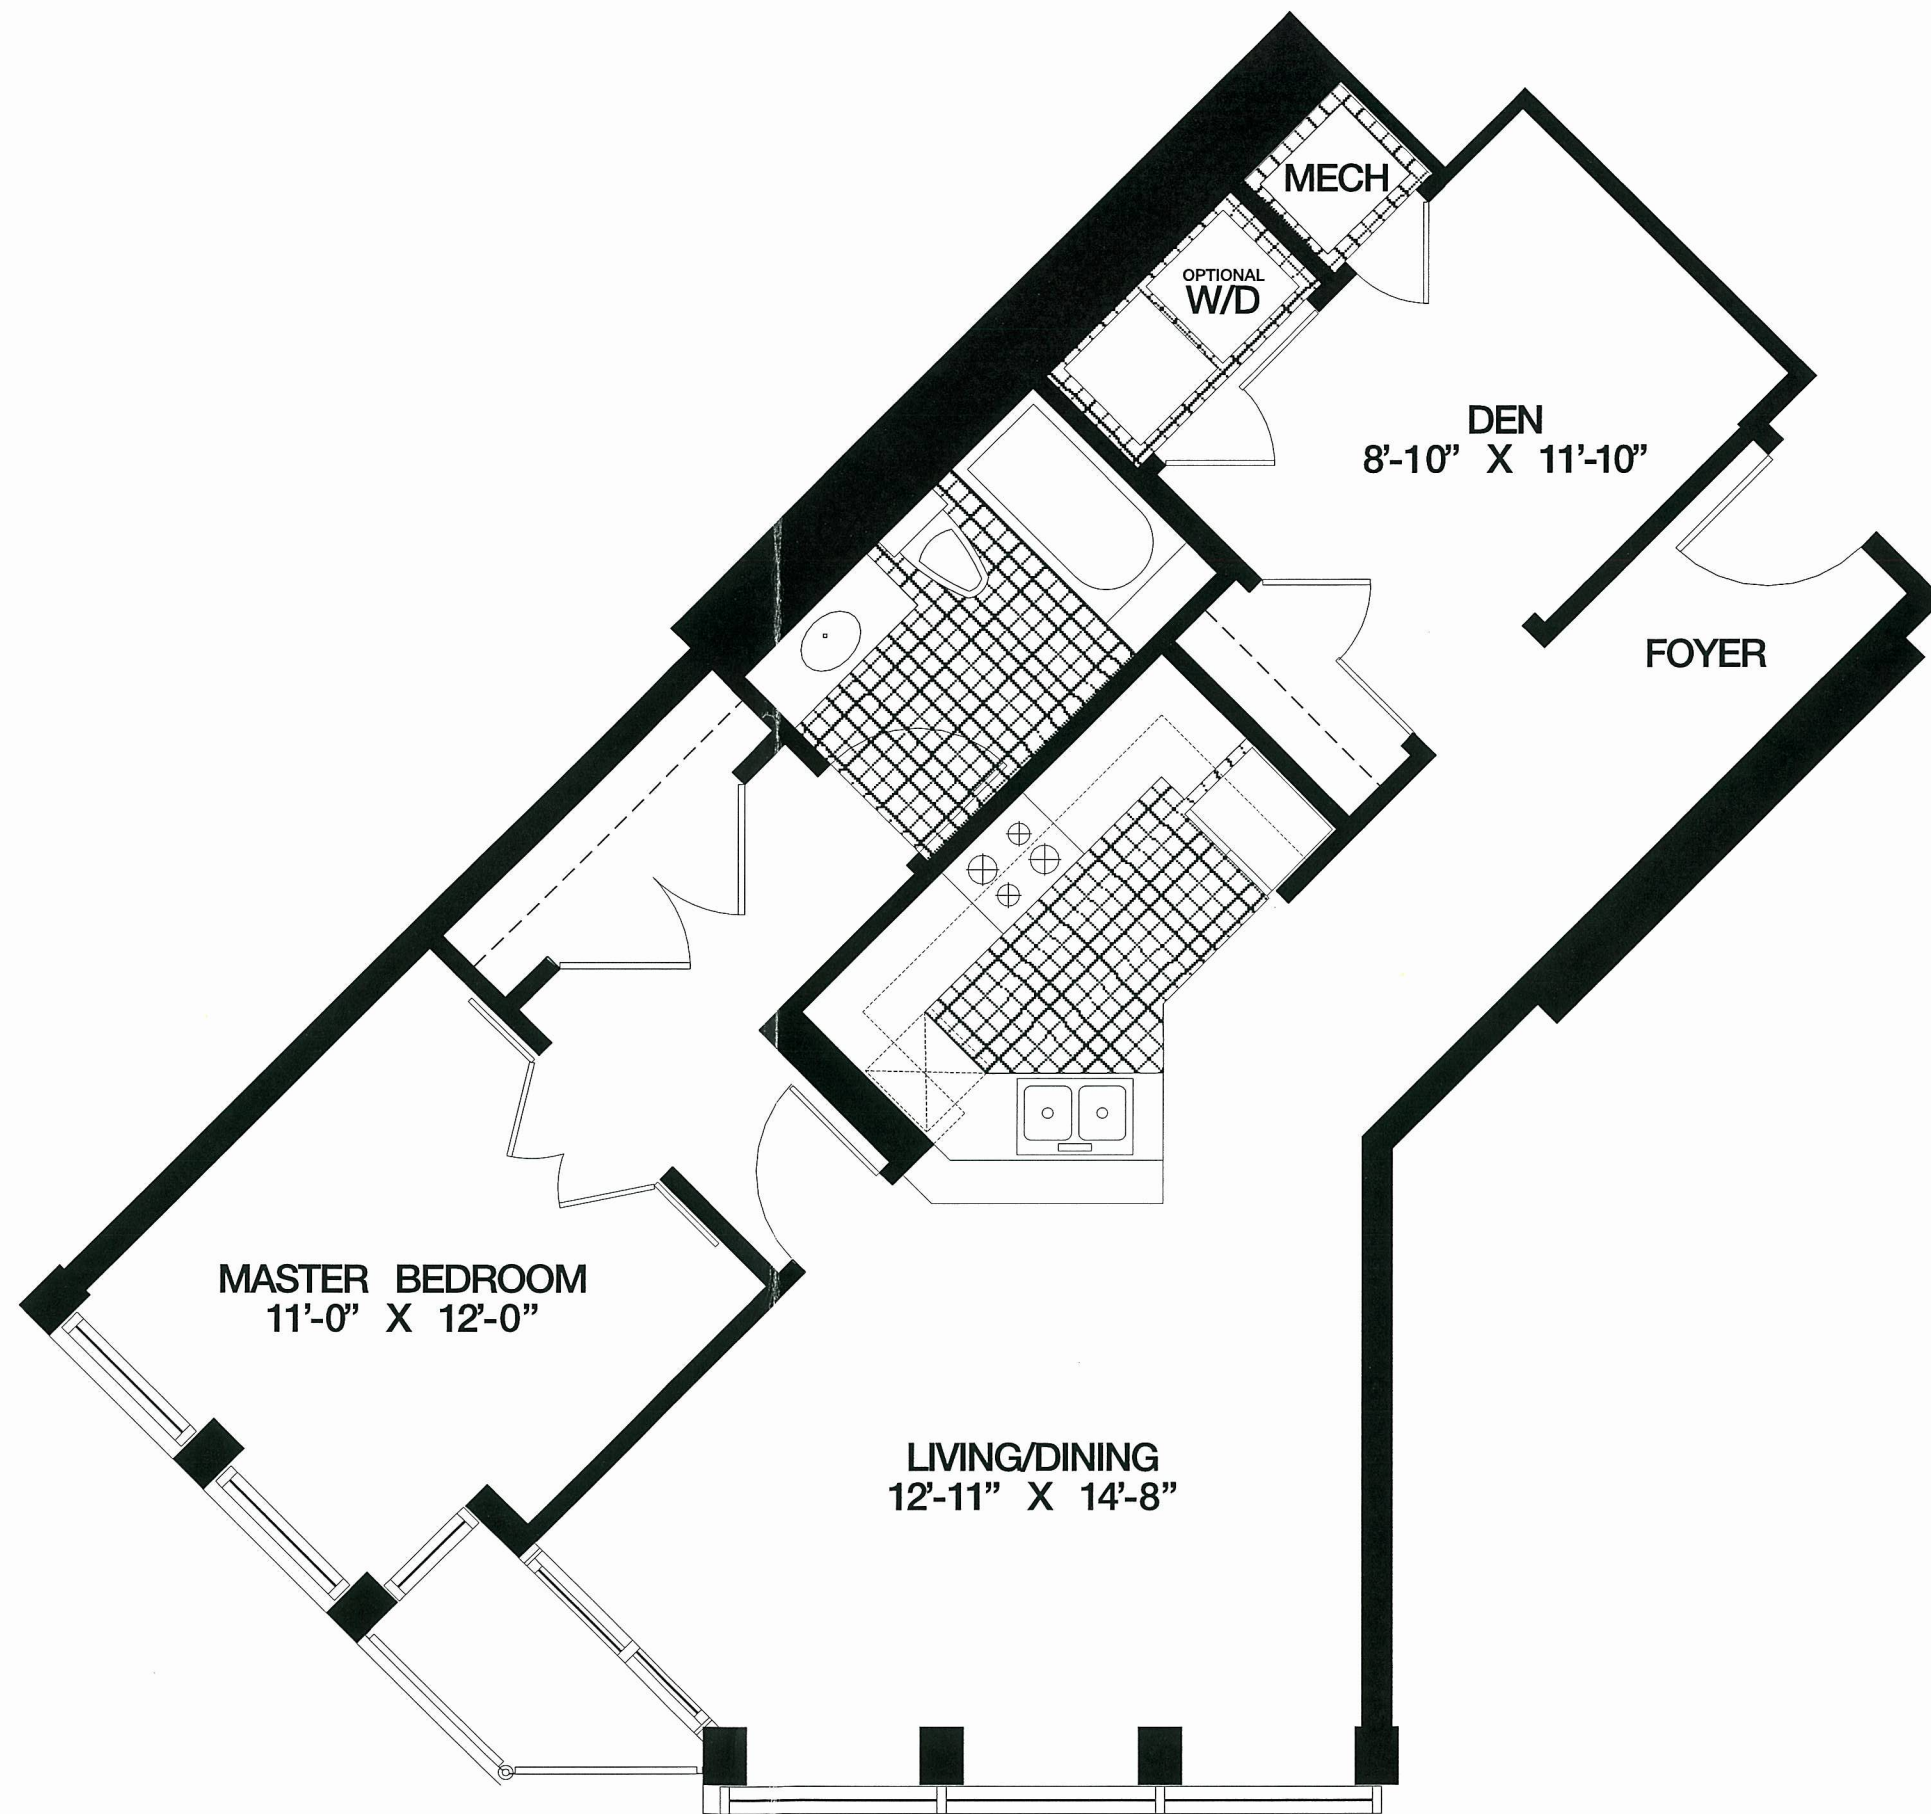 MECH
OPTIONAL
W/D
DEN
8'-10" X 11'-10"
FOYER
MASTER BEDROOM
11'-0" X 12'-0"
LIVING/DINING
12'-11" X 14'-8"